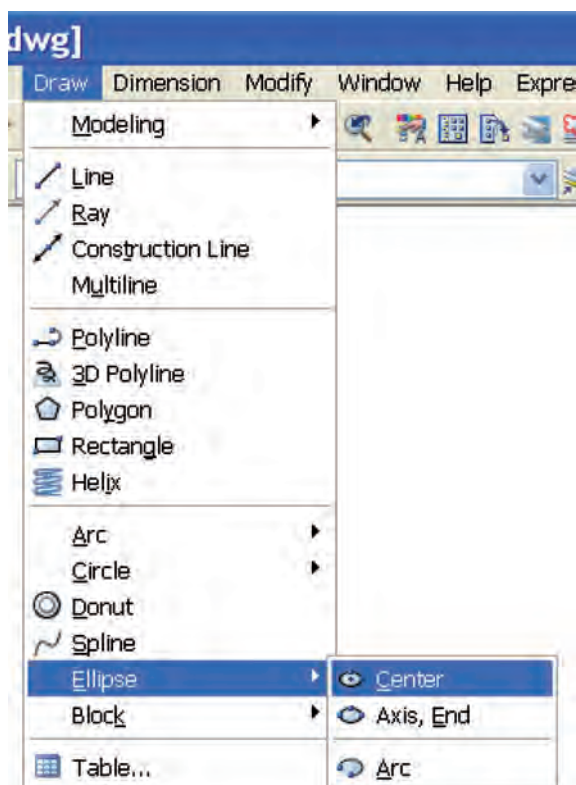 dwg]
Draw Dimension Modify Window Help Expre
Modeling
Line
Ray
Construction Line
Multiline
Polyline
3D Polyline
Polygon
Rectangle
Helix
Arc
Circle
Donut
Spline
Ellipse Center
Block Axis, End
Table... Arc